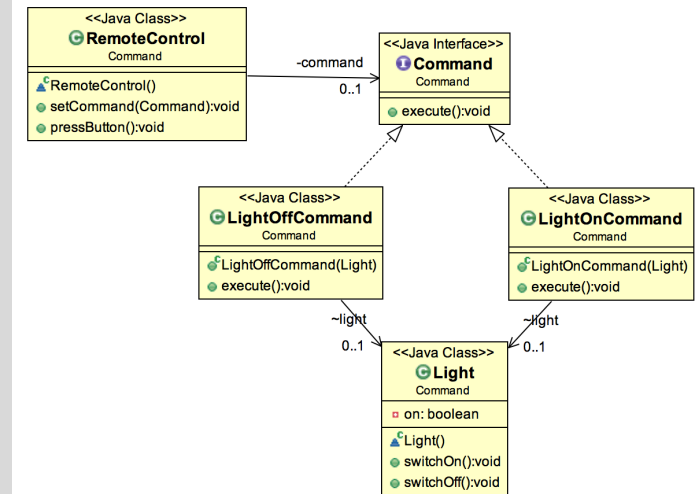 <<Java Class>>
RemoteControl
Command
RemoteControl()
setCommand(Command):void
pressButton():void
-command
0..1
<<Java Interface>>
Command
Command
execute():void
<<Java Class>>
LightOffCommand
Command
LightOffCommand(Light)
execute():void
<<Java Class>>
LightOnCommand
Command
LightOnCommand(Light)
execute():void
~light
0..1
~light
0..1
<<Java Class>>
Light
Command
on: boolean
Light()
switchOn():void
switchOff():void